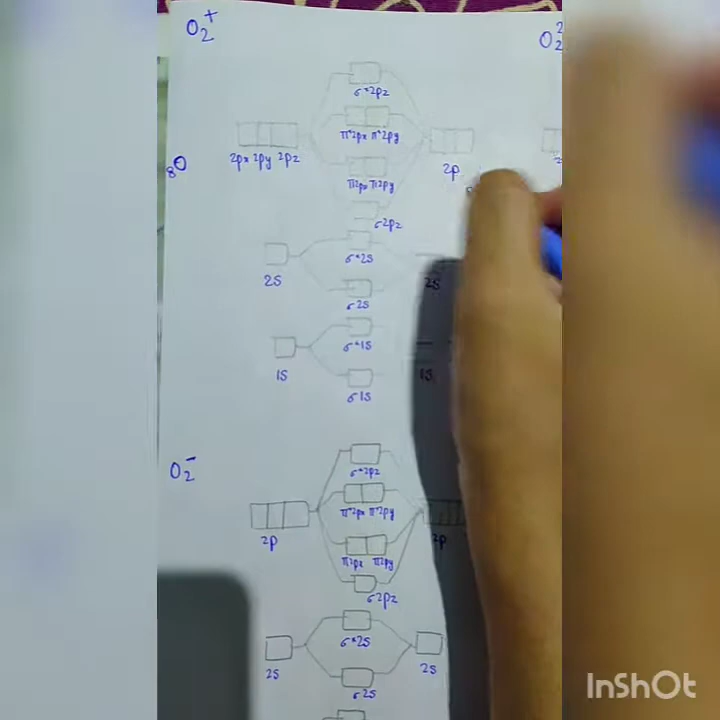 O₂⁺
O₂²
σ*2pz
π*2px π*2py
2px 2py 2pz
2p
₈O
π2px π2py
σ2pz
σ*2s
2s
2s
σ2s
σ*1s
1s
1s
σ1s
O₂⁻
σ*2pz
π*2px π*2py
2p
2p
π2px π2py
σ2pz
σ*2s
2s
2s
σ2s
InShOt